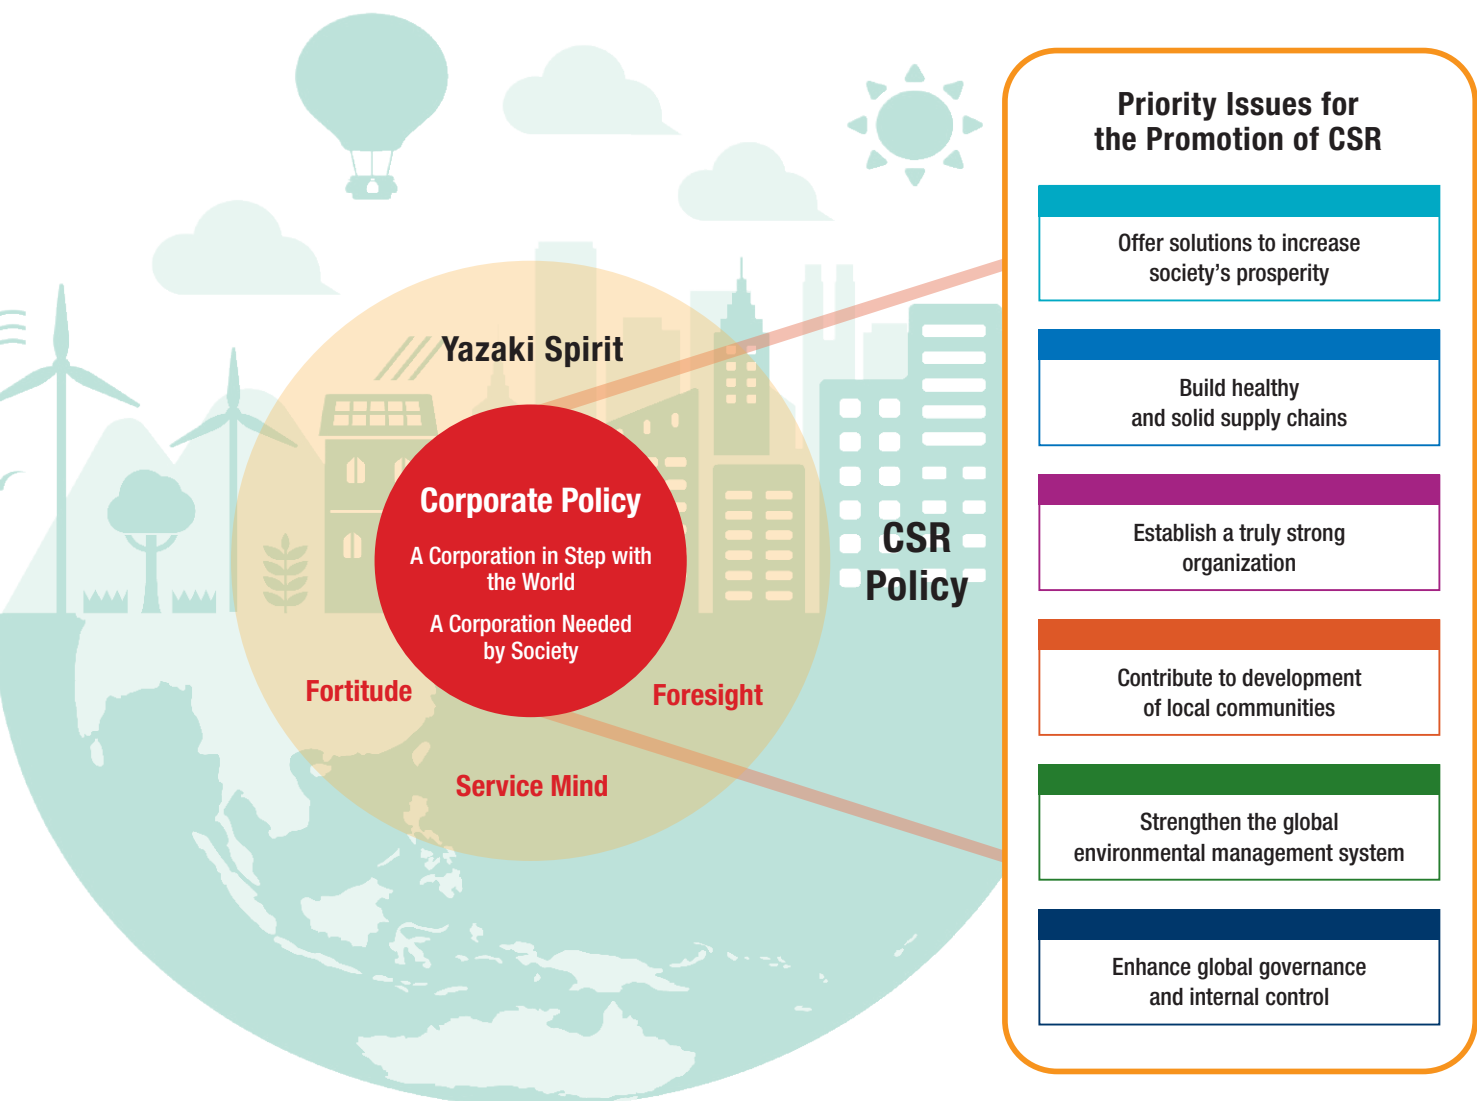 Yazaki Spirit
Corporate Policy
A Corporation in Step with
the World
A Corporation Needed
by Society
Fortitude
Foresight
Service Mind
CSR
Policy
Priority Issues for
the Promotion of CSR
Offer solutions to increase
society’s prosperity
Build healthy
and solid supply chains
Establish a truly strong
organization
Contribute to development
of local communities
Strengthen the global
environmental management system
Enhance global governance
and internal control